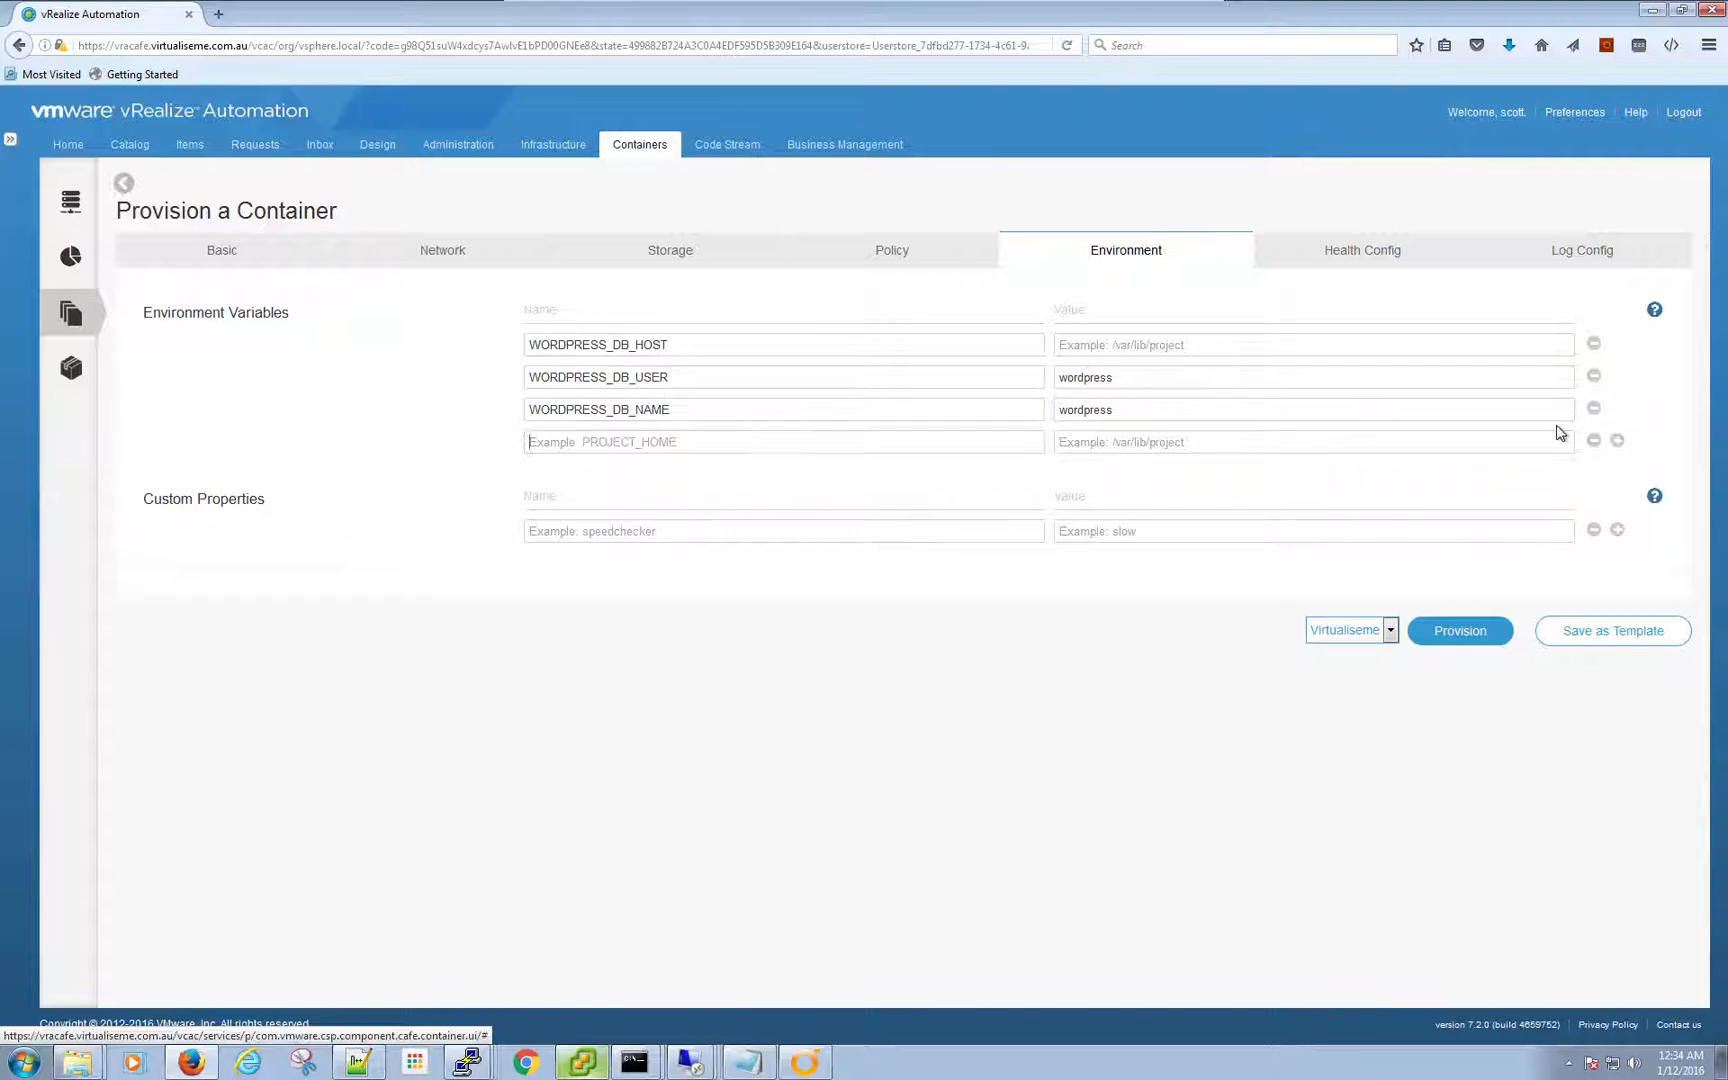 vRealize Automation
https://vracafe.virtualiseme.com.au/vcac/org/vsphere.local/?code=g98Q51suW4xdcys7AwIvE1bPD00GNEe8&state=499882B724A3C0A4EDF595D5B309E164&userstore=Userstore_7dfbd277-1734-4c61-9
Search
Most Visited
Getting Started
vmware vRealize Automation
Welcome, scott.
Preferences
Help
Logout
Home
Catalog
Items
Requests
Inbox
Design
Administration
Infrastructure
Containers
Code Stream
Business Management
Provision a Container
Basic
Network
Storage
Policy
Environment
Health Config
Log Config
Environment Variables
Name
Value
WORDPRESS_DB_HOST
Example: /var/lib/project
WORDPRESS_DB_USER
wordpress
WORDPRESS_DB_NAME
wordpress
Example PROJECT_HOME
Example: /var/lib/project
Custom Properties
Name
Value
Example: speedchecker
Example: slow
Virtualiseme
Provision
Save as Template
Copyright © 2012-2016 VMware, Inc. All rights reserved.
version 7.2.0 (build 4659752)
Privacy Policy
Contact us
https://vracafe.virtualiseme.com.au/vcac/services/p/com.vmware.csp.component.cafe.container.ui/#
12:34 AM
1/12/2016